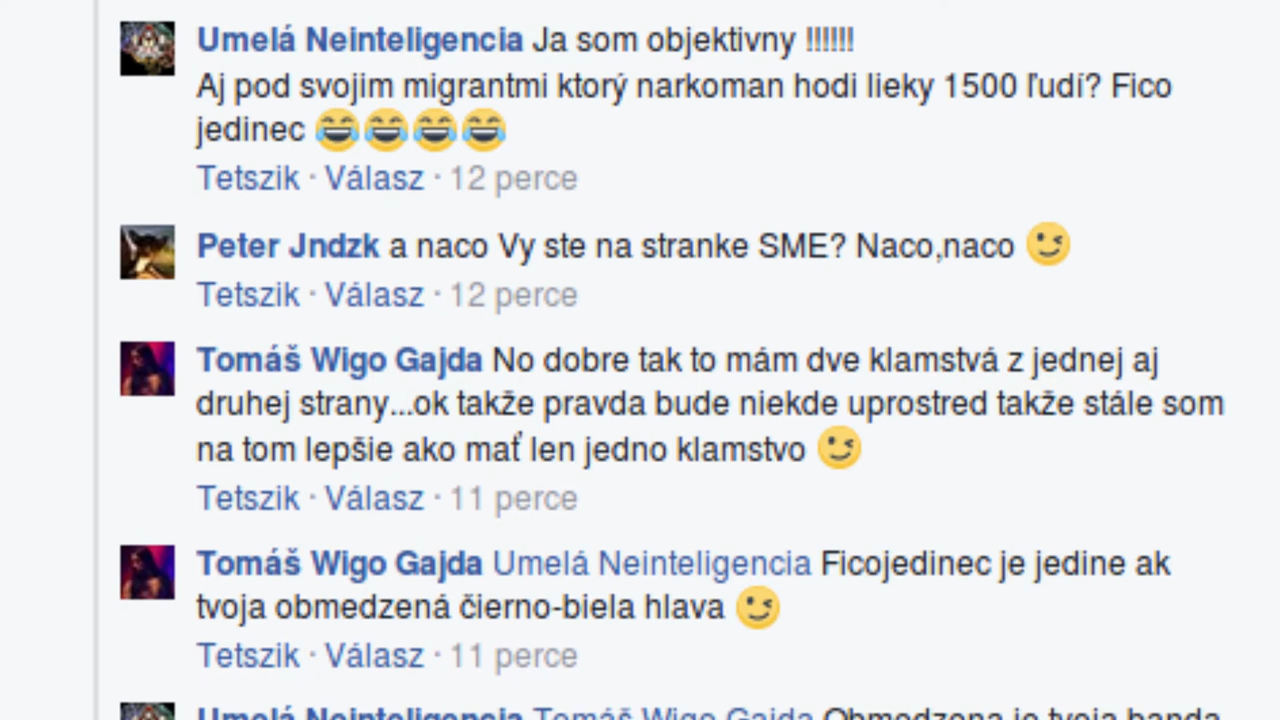 Umelá Neinteligencia Ja som objektivny !!!!!!
Aj pod svojim migrantmi ktorý narkoman hodi lieky 1500 ľudí? Fico
jedinec 😂😂😂😂
Tetszik · Válasz · 12 perce
Peter Jndzk a naco Vy ste na stranke SME? Naco,naco 😉
Tetszik · Válasz · 12 perce
Tomáš Wigo Gajda No dobre tak to mám dve klamstvá z jednej aj
druhej strany...ok takže pravda bude niekde uprostred takže stále som
na tom lepšie ako mať len jedno klamstvo 😉
Tetszik · Válasz · 11 perce
Tomáš Wigo Gajda Umelá Neinteligencia Ficojedinec je jedine ak
tvoja obmedzená čierno-biela hlava 😉
Tetszik · Válasz · 11 perce
Umelá Neinteligencia Tomáš Wigo Gajda Obmedzena je tvoja banda